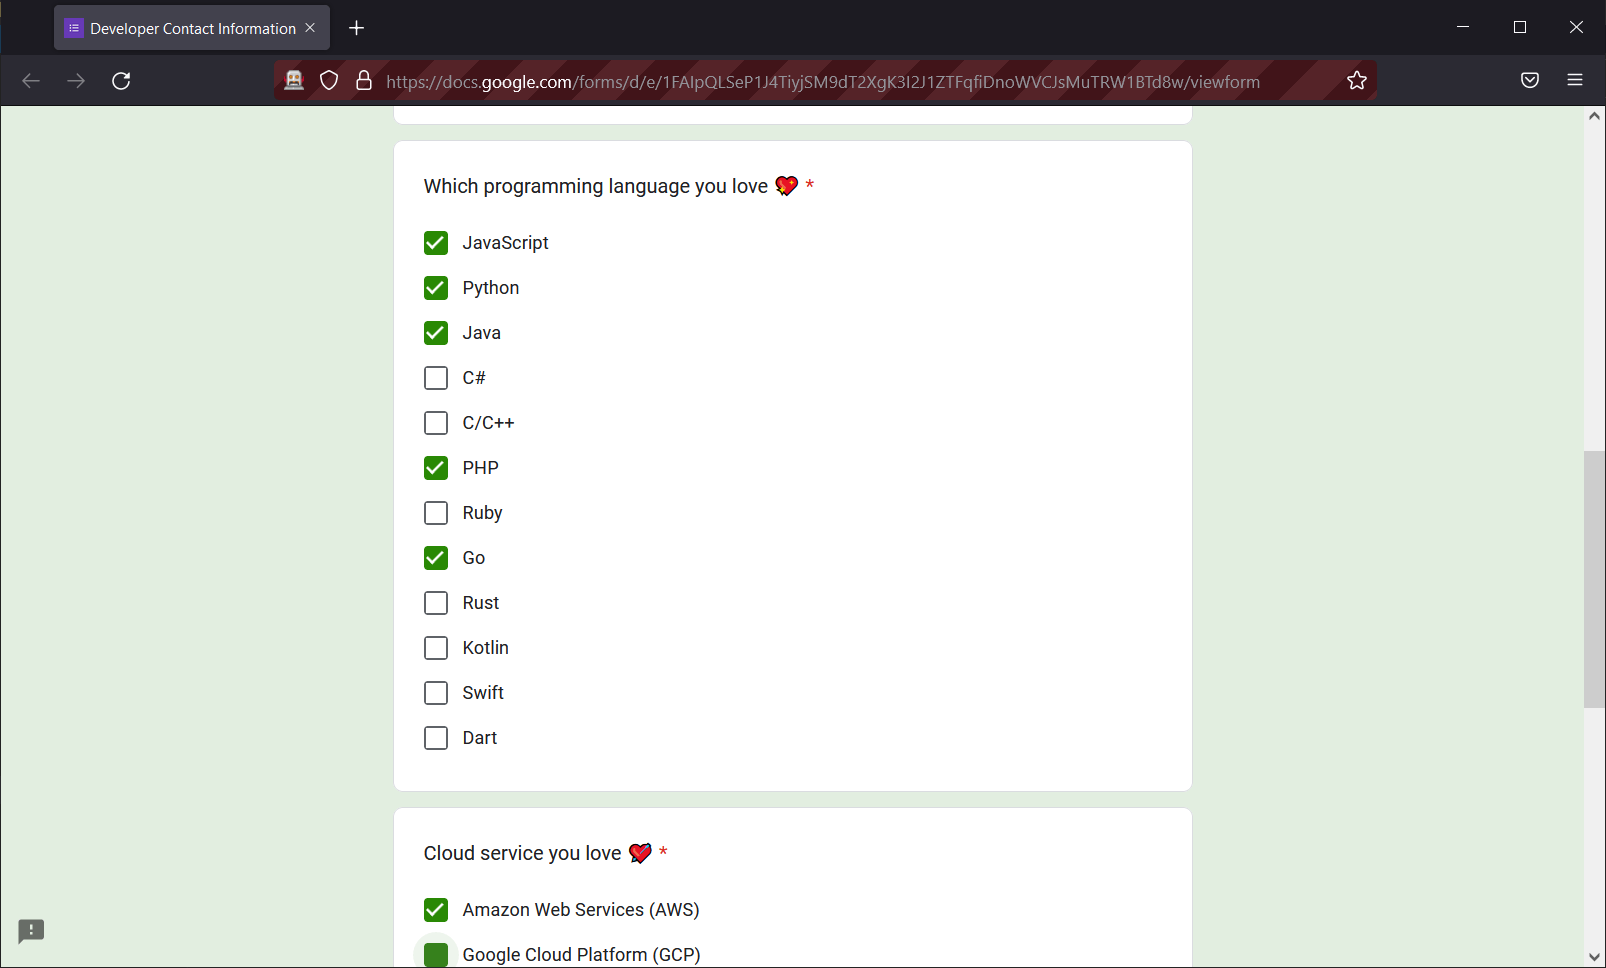 Developer Contact Information
https://docs.google.com/forms/d/e/1FAIpQLSeP1J4TiyjSM9dT2XgK3I2J1ZTFqfiDnoWVCJsMuTRW1BTd8w/viewform
Which programming language you love 💖 *
JavaScript
Python
Java
C#
C/C++
PHP
Ruby
Go
Rust
Kotlin
Swift
Dart
Cloud service you love 💘 *
Amazon Web Services (AWS)
Google Cloud Platform (GCP)